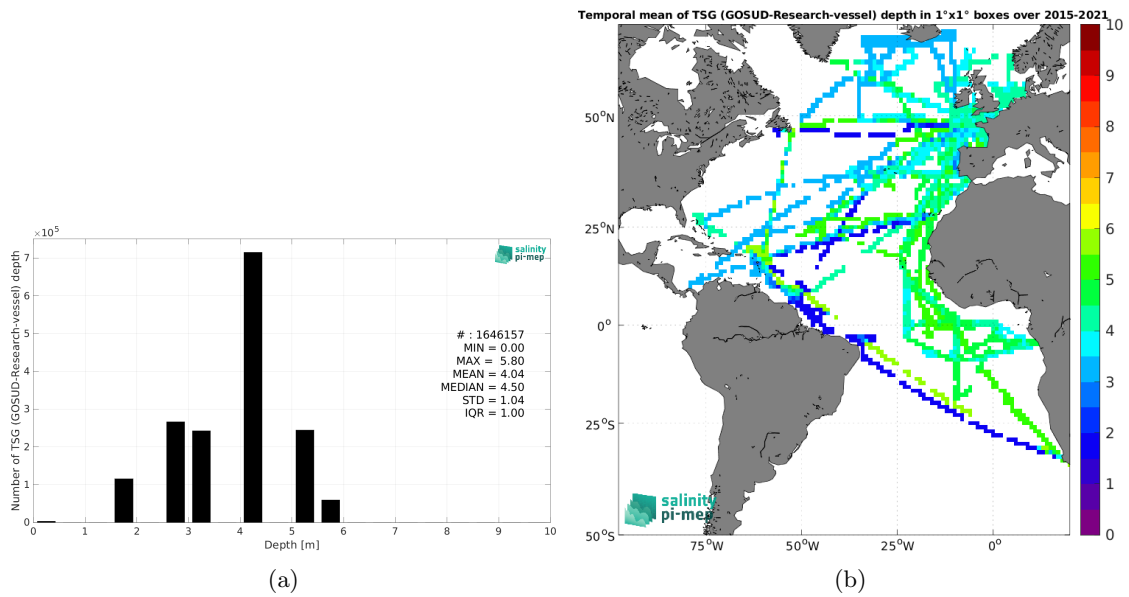 ×10⁵
7
6
5
4
3
2
1
0
Number of TSG (GOSUD-Research-vessel) depth
salinity
pi-mep
# : 1646157
MIN = 0.00
MAX = 5.80
MEAN = 4.04
MEDIAN = 4.50
STD = 1.04
IQR = 1.00
0 1 2 3 4 5 6 7 8 9 10
Depth [m]
(a)
Temporal mean of TSG (GOSUD-Research-vessel) depth in 1°x1° boxes over 2015-2021
50°N
25°N
0°
25°S
50°S
75°W 50°W 25°W 0°
salinity
pi-mep
10
9
8
7
6
5
4
3
2
1
0
(b)